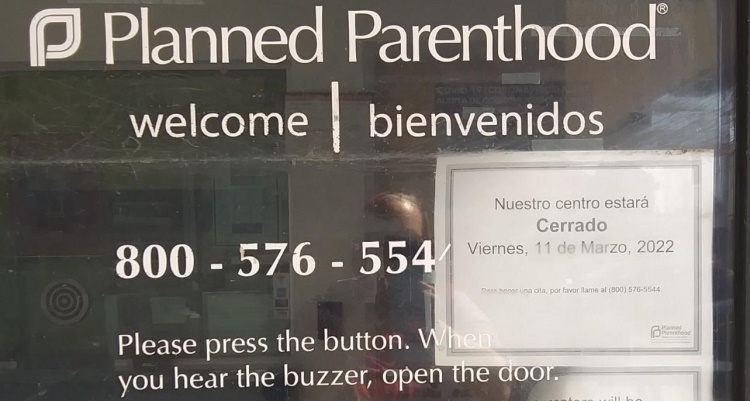 Planned Parenthood®
welcome | bienvenidos
800 - 576 - 554
Nuestro centro estará
Cerrado
Viernes, 11 de Marzo, 2022
Para hacer una cita, por favor llame al (800) 576-5544.
Planned
Parenthood
Please press the button. When
you hear the buzzer, open the door.
will be